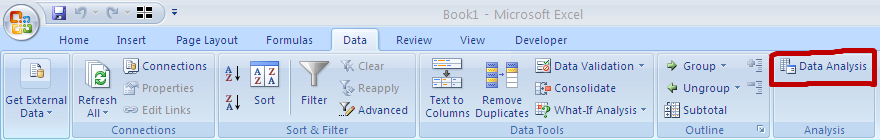 Book1 - Microsoft Excel
Home Insert Page Layout Formulas Data Review View Developer
Get External Data
Refresh All
Connections
Properties
Edit Links
Connections
Sort
Filter
Clear
Reapply
Advanced
Sort & Filter
Text to Columns
Remove Duplicates
Data Validation
Consolidate
What-If Analysis
Data Tools
Group
Ungroup
Subtotal
Outline
Data Analysis
Analysis